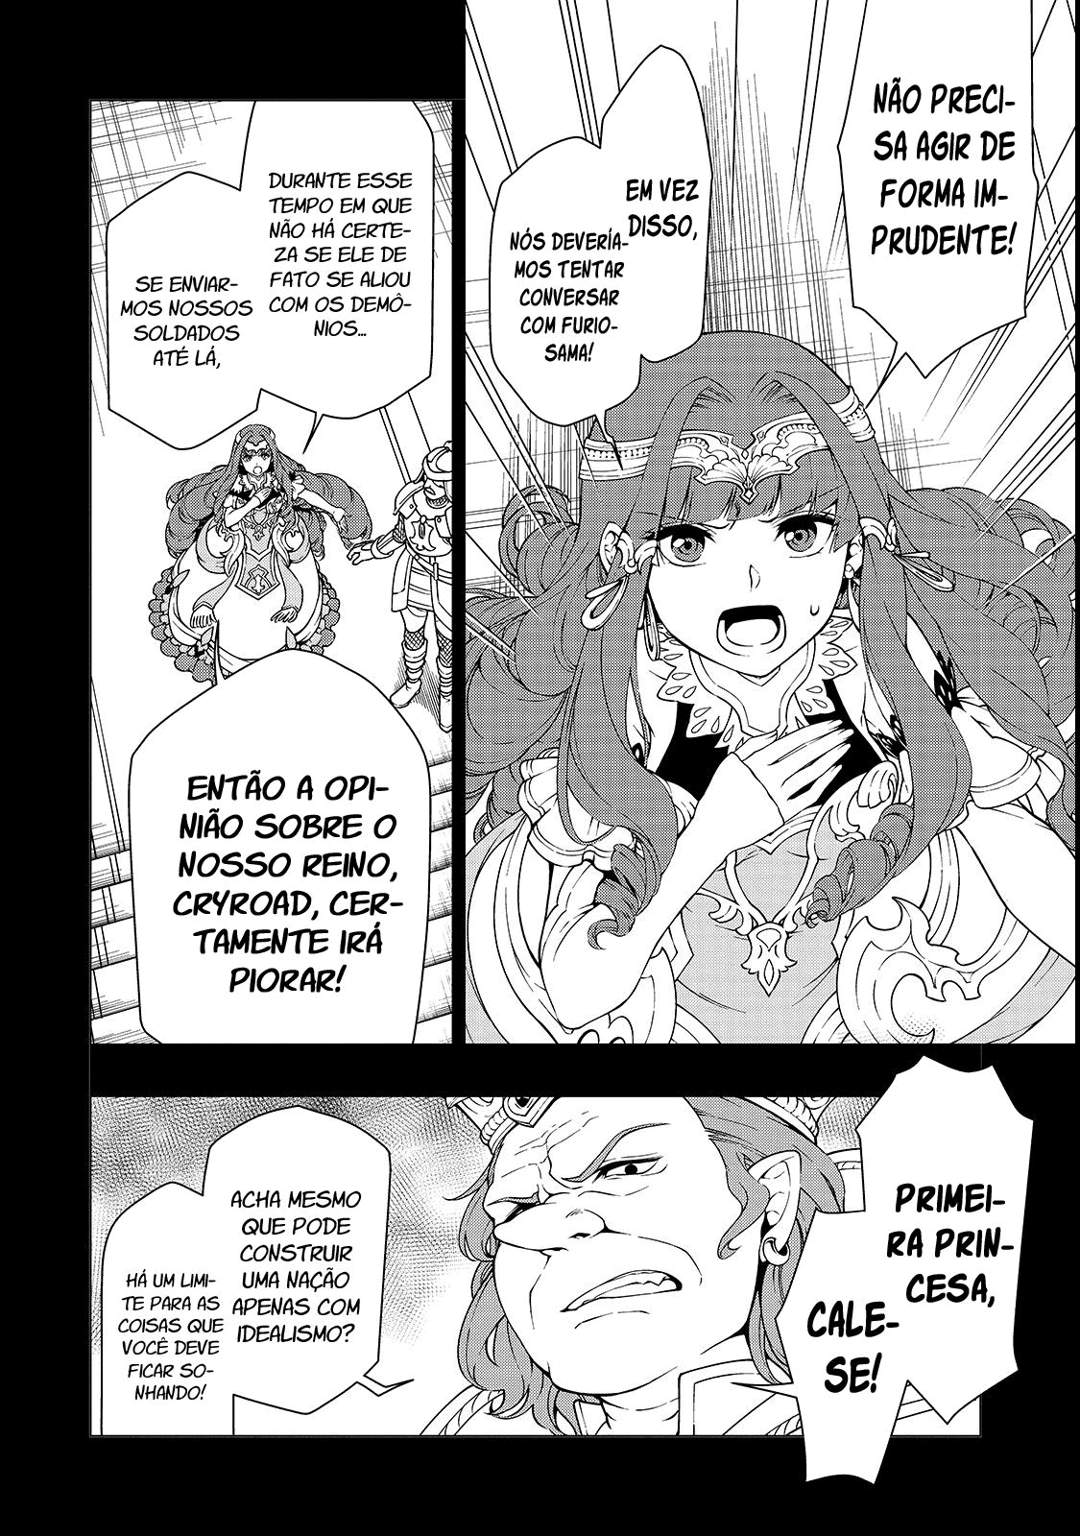 NÃO PRECI-
SA AGIR DE
FORMA IM-
PRUDENTE!
EM VEZ
DISSO,
NÓS DEVERÍA-
MOS TENTAR
CONVERSAR
COM FURIO-
SAMA!
DURANTE ESSE
TEMPO EM QUE
NÃO HÁ CERTE-
ZA SE ELE DE
FATO SE ALIOU
COM OS DEMÔ-
NIOS...
SE ENVIAR-
MOS NOSSOS
SOLDADOS
ATÉ LÁ,
ENTÃO A OPI-
NIÃO SOBRE O
NOSSO REINO,
CRYROAD, CER-
TAMENTE IRÁ
PIORAR!
PRIMEI-
RA PRIN-
CESA,
CALE-
SE!
ACHA MESMO
QUE PODE
CONSTRUIR
UMA NAÇÃO
APENAS COM
IDEALISMO?
HÁ UM LIMI-
TE PARA AS
COISAS QUE
VOCÊ DEVE
FICAR SO-
NHANDO!